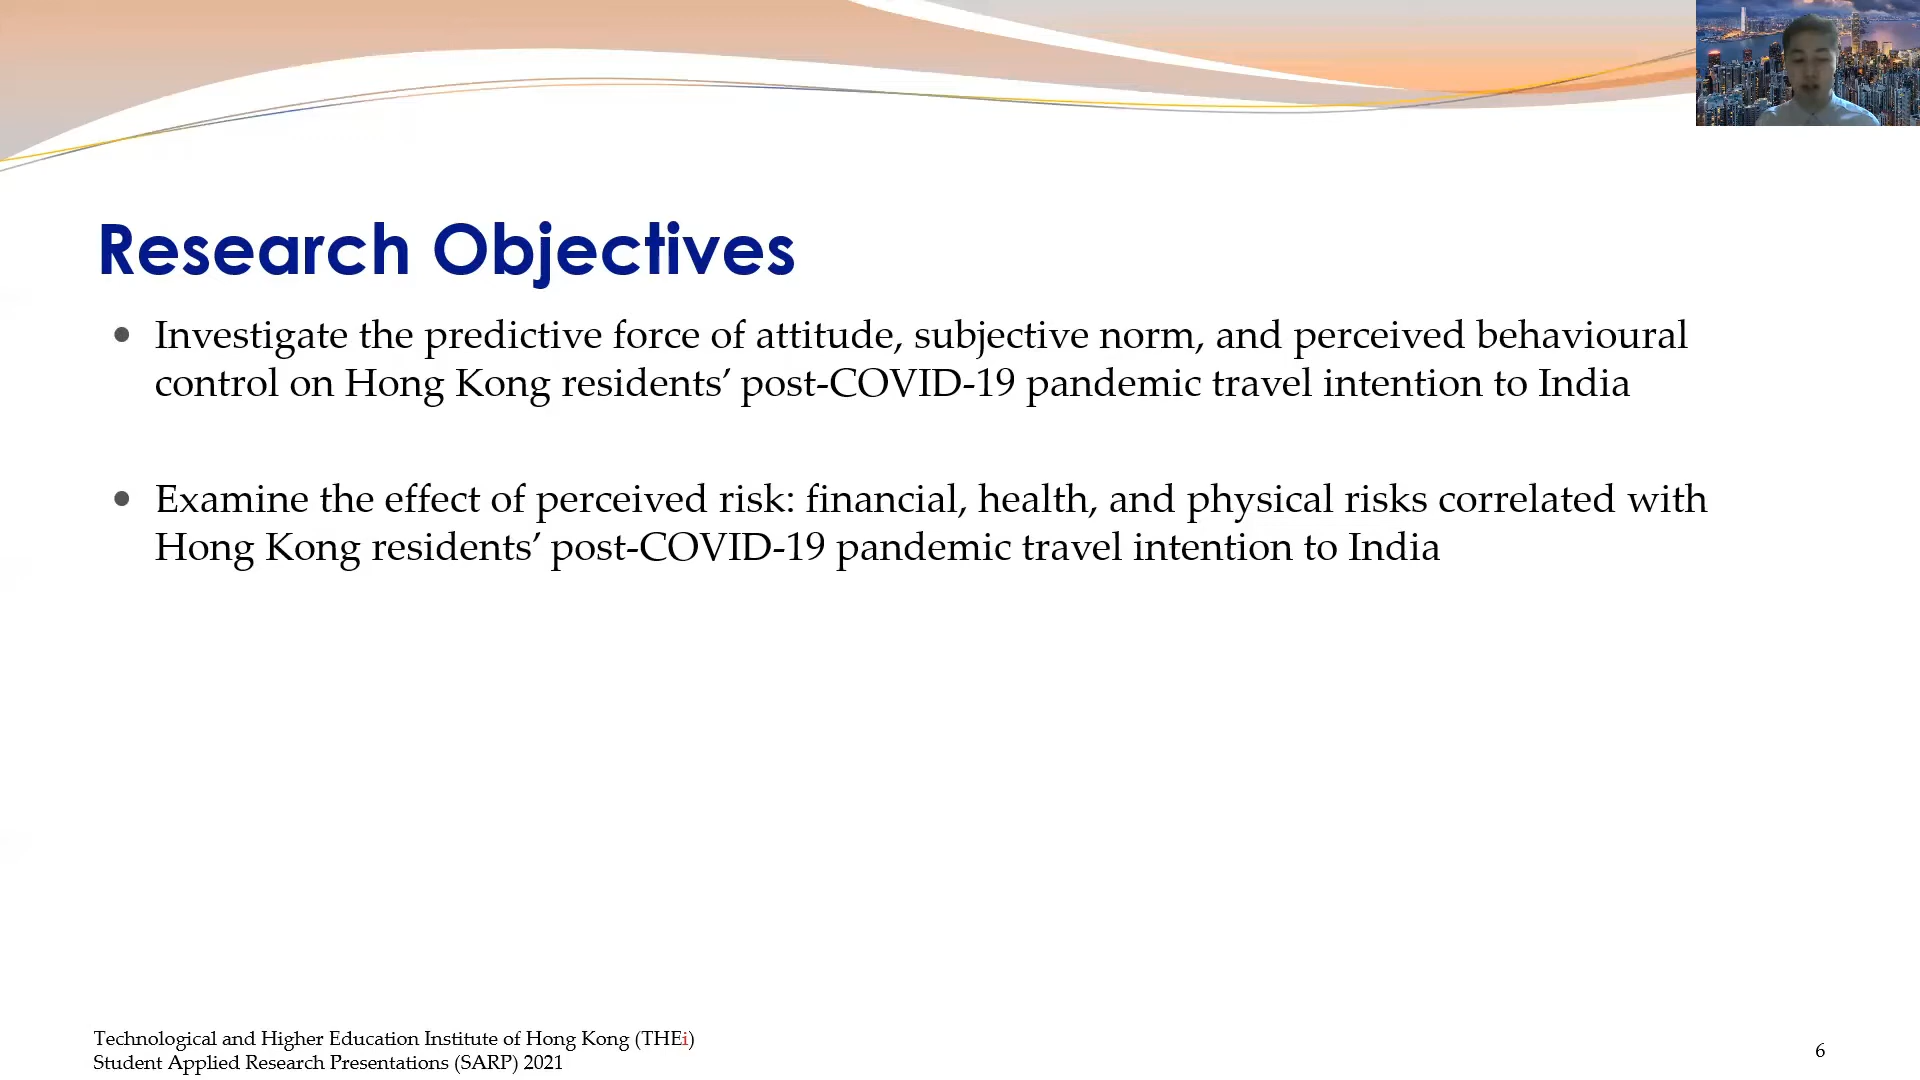 Research Objectives
• Investigate the predictive force of attitude, subjective norm, and perceived behavioural
control on Hong Kong residents’ post-COVID-19 pandemic travel intention to India
• Examine the effect of perceived risk: financial, health, and physical risks correlated with
Hong Kong residents’ post-COVID-19 pandemic travel intention to India
Technological and Higher Education Institute of Hong Kong (THEi)
Student Applied Research Presentations (SARP) 2021
6